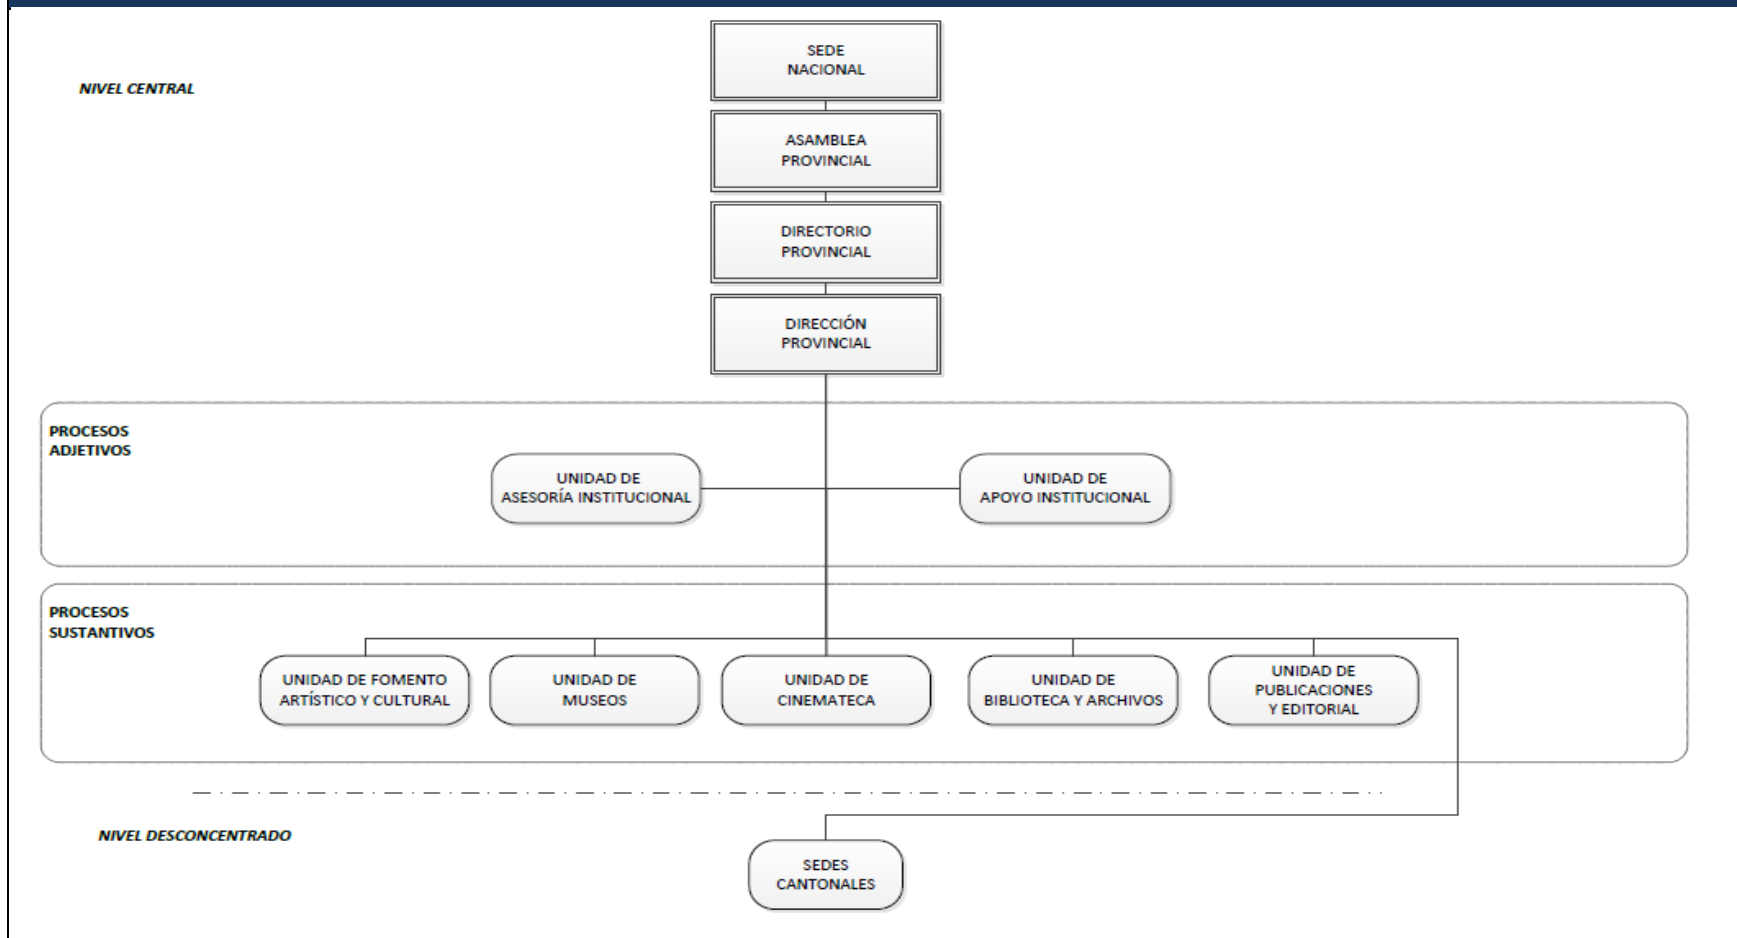 SEDE
NACIONAL
NIVEL CENTRAL
ASAMBLEA
PROVINCIAL
DIRECTORIO
PROVINCIAL
DIRECCIÓN
PROVINCIAL
PROCESOS
ADJETIVOS
UNIDAD DE
ASESORÍA INSTITUCIONAL
UNIDAD DE
APOYO INSTITUCIONAL
PROCESOS
SUSTANTIVOS
UNIDAD DE FOMENTO
ARTÍSTICO Y CULTURAL
UNIDAD DE
MUSEOS
UNIDAD DE
CINEMATECA
UNIDAD DE
BIBLIOTECA Y ARCHIVOS
UNIDAD DE
PUBLICACIONES
Y EDITORIAL
NIVEL DESCONCENTRADO
SEDES
CANTONALES